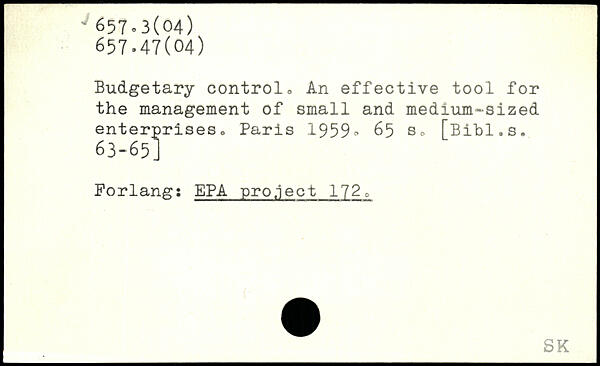 657.3(04)
657.47(04)
Budgetary control. An effective tool for
the management of small and medium-sized
enterprises. Paris 1959. 65 s. [Bibl.s.
63-65]
Forlang: EPA project 172.
SK